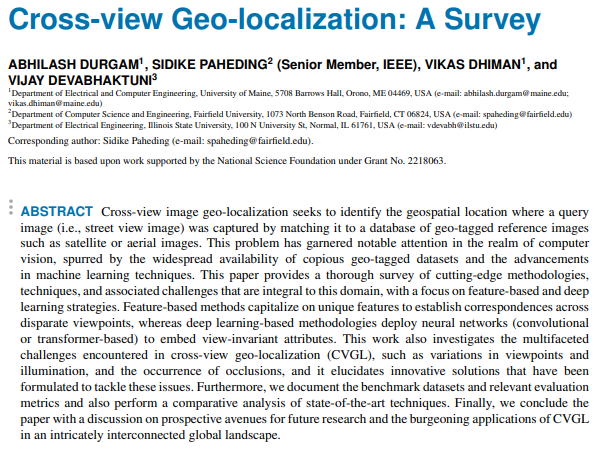 Cross-view Geo-localization: A Survey
ABHILASH DURGAM1, SIDIKE PAHEDING2 (Senior Member, IEEE), VIKAS DHIMAN1, and
VIJAY DEVABHAKTUNI3
1Department of Electrical and Computer Engineering, University of Maine, 5708 Barrows Hall, Orono, ME 04469, USA (e-mail: abhilash.durgam@maine.edu;
vikas.dhiman@maine.edu)
2Department of Computer Science and Engineering, Fairfield University, 1073 North Benson Road, Fairfield, CT 06824, USA (e-mail: spaheding@fairfield.edu)
3Department of Electrical Engineering, Illinois State University, 100 N University St, Normal, IL 61761, USA (e-mail: vdevabh@ilstu.edu)
Corresponding author: Sidike Paheding (e-mail: spaheding@fairfield.edu).
This material is based upon work supported by the National Science Foundation under Grant No. 2218063.
ABSTRACT Cross-view image geo-localization seeks to identify the geospatial location where a query
image (i.e., street view image) was captured by matching it to a database of geo-tagged reference images
such as satellite or aerial images. This problem has garnered notable attention in the realm of computer
vision, spurred by the widespread availability of copious geo-tagged datasets and the advancements
in machine learning techniques. This paper provides a thorough survey of cutting-edge methodologies,
techniques, and associated challenges that are integral to this domain, with a focus on feature-based and deep
learning strategies. Feature-based methods capitalize on unique features to establish correspondences across
disparate viewpoints, whereas deep learning-based methodologies deploy neural networks (convolutional
or transformer-based) to embed view-invariant attributes. This work also investigates the multifaceted
challenges encountered in cross-view geo-localization (CVGL), such as variations in viewpoints and
illumination, and the occurrence of occlusions, and it elucidates innovative solutions that have been
formulated to tackle these issues. Furthermore, we document the benchmark datasets and relevant evaluation
metrics and also perform a comparative analysis of state-of-the-art techniques. Finally, we conclude the
paper with a discussion on prospective avenues for future research and the burgeoning applications of CVGL
in an intricately interconnected global landscape.